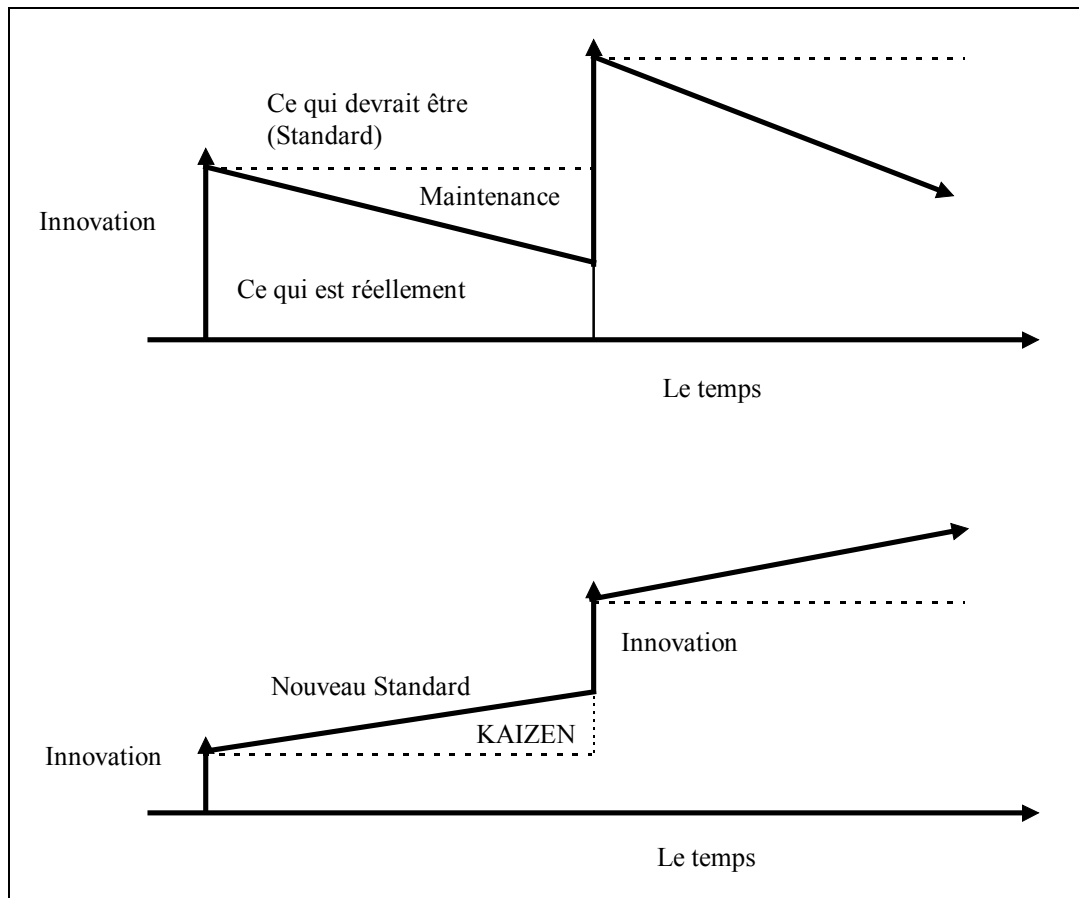 Ce qui devrait être
(Standard)
Maintenance
Innovation
Ce qui est réellement
Le temps
Innovation
Nouveau Standard
KAIZEN
Innovation
Le temps